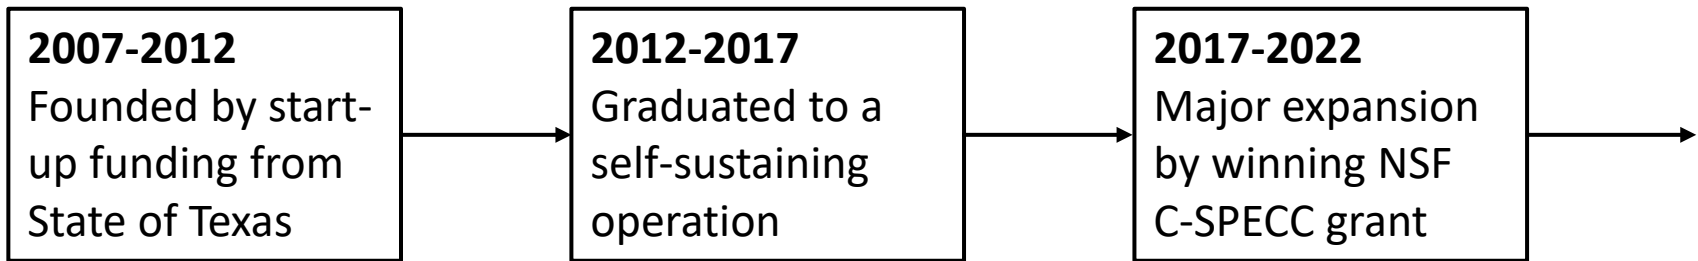 2007-2012
Founded by start-
up funding from
State of Texas
2012-2017
Graduated to a
self-sustaining
operation
2017-2022
Major expansion
by winning NSF
C-SPECC grant